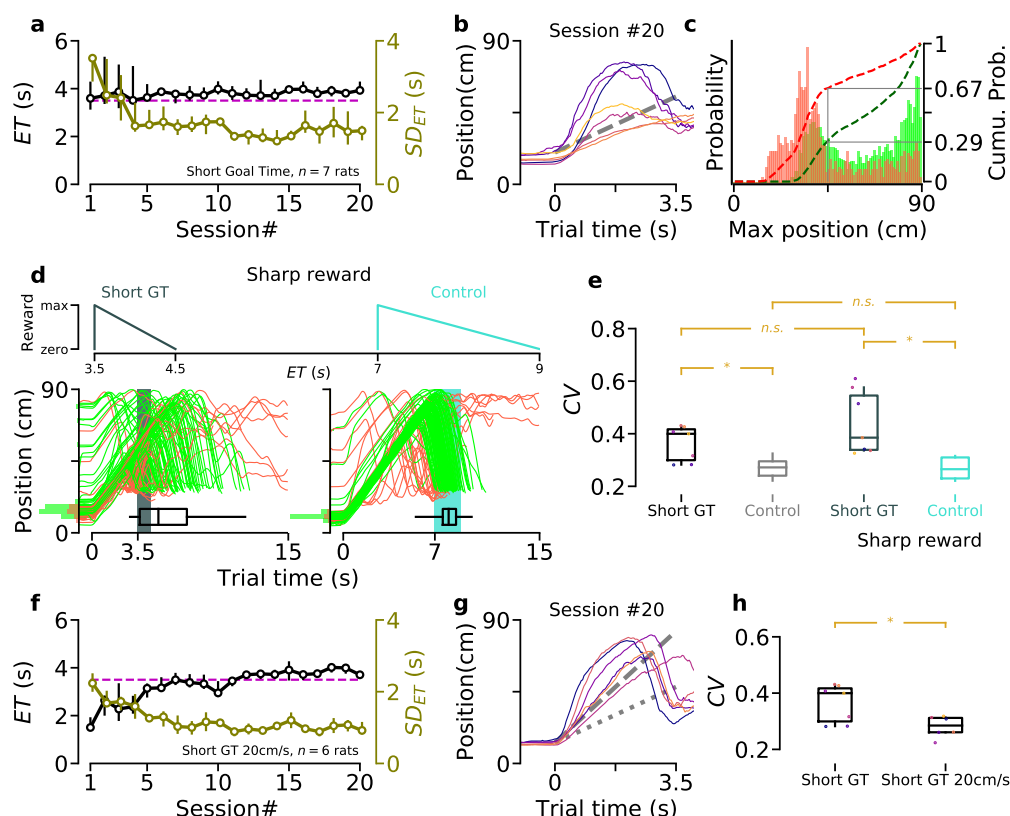 a
6
4
2
0
ET (s)
4
2
0
SD_ET (s)
Short Goal Time, n = 7 rats
1 5 10 15 20
Session#
b
Session #20
90
0
Position(cm)
0 3.5
Trial time (s)
c
Probability
1
0.67
0.29
0
Cumu. Prob.
0 90
Max position (cm)
d
Sharp reward
Short GT
Control
Reward
max
zero
3.5 4.5 7 9
ET (s)
90
0
Position (cm)
0 3.5 15
0 7 15
Trial time (s)
e
n.s.
n.s.
*
*
0.8
0.6
0.4
0.2
CV
Short GT Control Short GT Control
Sharp reward
f
6
4
2
0
ET (s)
4
2
0
SD_ET (s)
Short GT 20cm/s, n = 6 rats
1 5 10 15 20
Session#
g
Session #20
90
0
Position(cm)
0 3.5
Trial time (s)
h
*
0.6
0.4
0.2
CV
Short GT Short GT 20cm/s